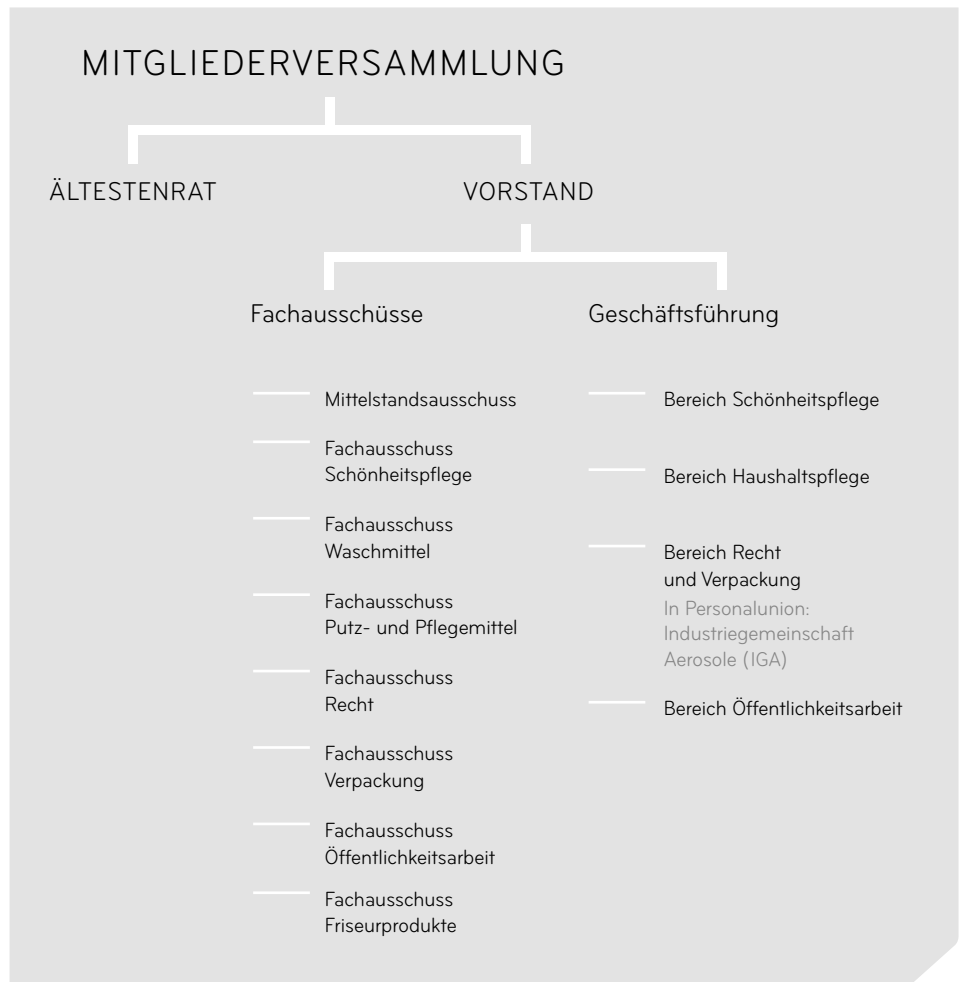 MITGLIEDERVERSAMMLUNG
ÄLTESTENRAT
VORSTAND
Fachausschüsse
Mittelstandsausschuss
Fachausschuss
Schönheitspflege
Fachausschuss
Waschmittel
Fachausschuss
Putz- und Pflegemittel
Fachausschuss
Recht
Fachausschuss
Verpackung
Fachausschuss
Öffentlichkeitsarbeit
Fachausschuss
Friseurprodukte
Geschäftsführung
Bereich Schönheitspflege
Bereich Haushaltspflege
Bereich Recht
und Verpackung
In Personalunion:
Industriegemeinschaft
Aerosole (IGA)
Bereich Öffentlichkeitsarbeit